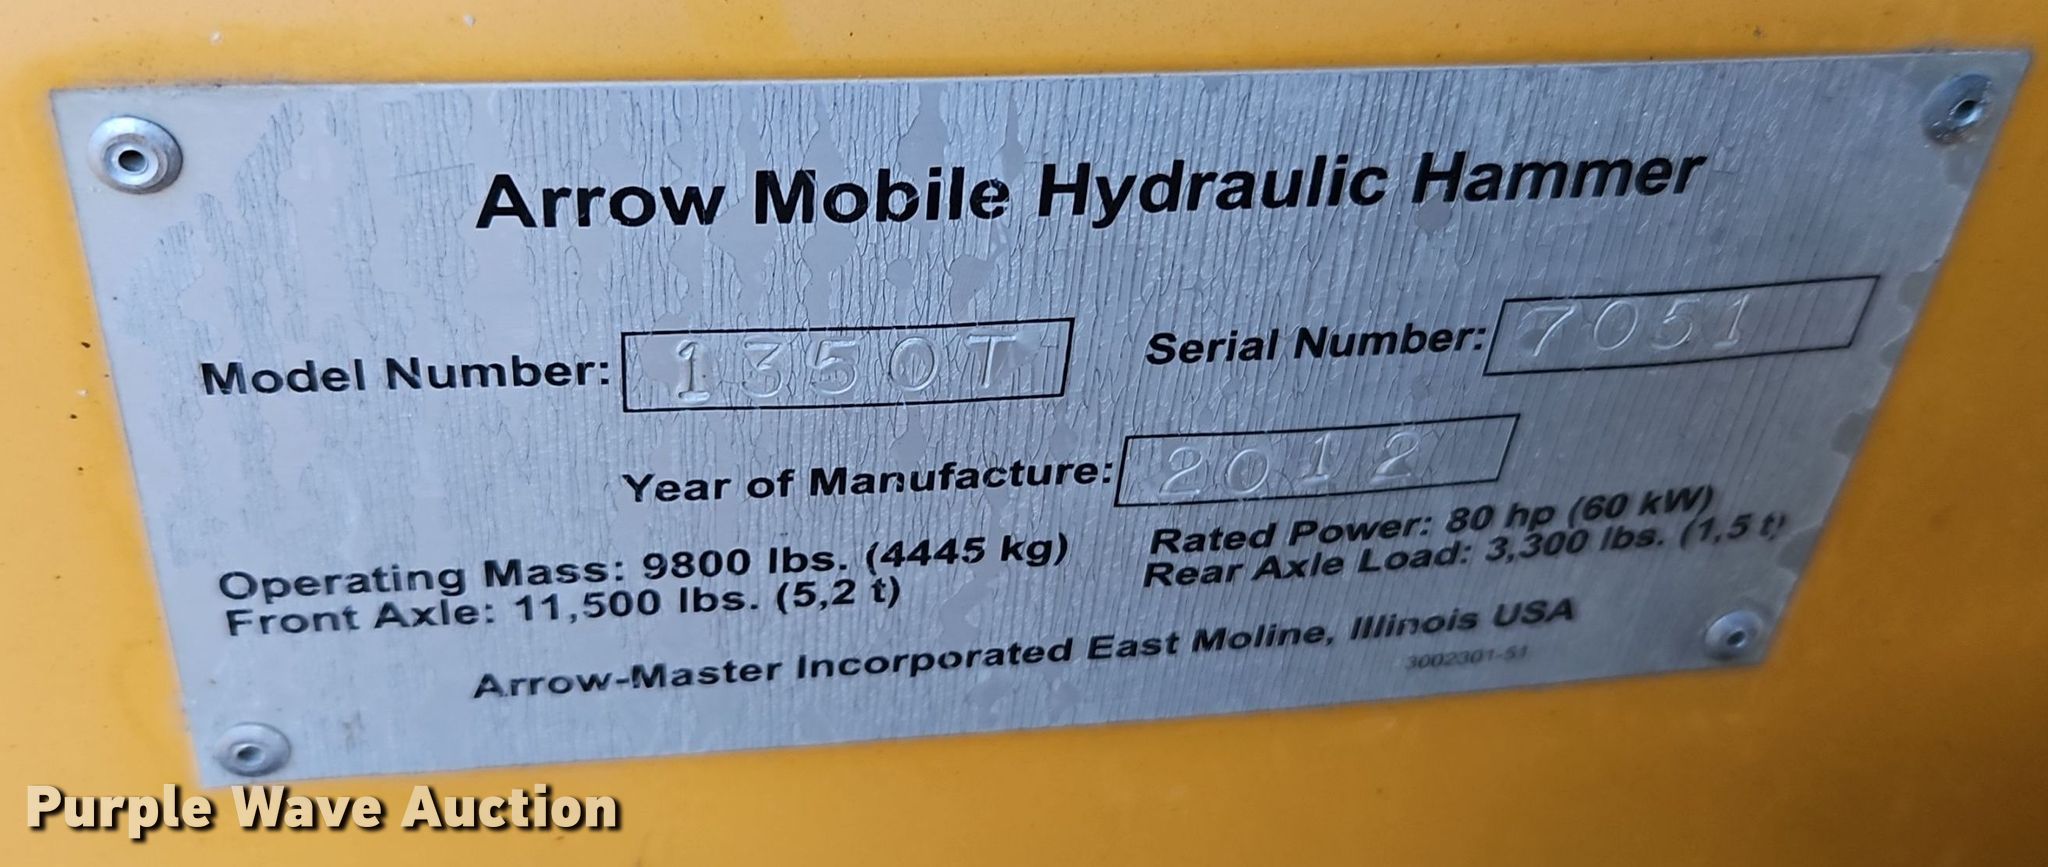 Arrow Mobile Hydraulic Hammer
Model Number: 1350T Serial Number: 7051
Year of Manufacture: 2012
Operating Mass: 9800 lbs. (4445 kg) Rated Power: 80 hp (60 kW)
Front Axle: 11,500 lbs. (5,2 t) Rear Axle Load: 3,300 lbs. (1,5 t)
Arrow-Master Incorporated East Moline, Illinois USA
3002301-51
Purple Wave Auction